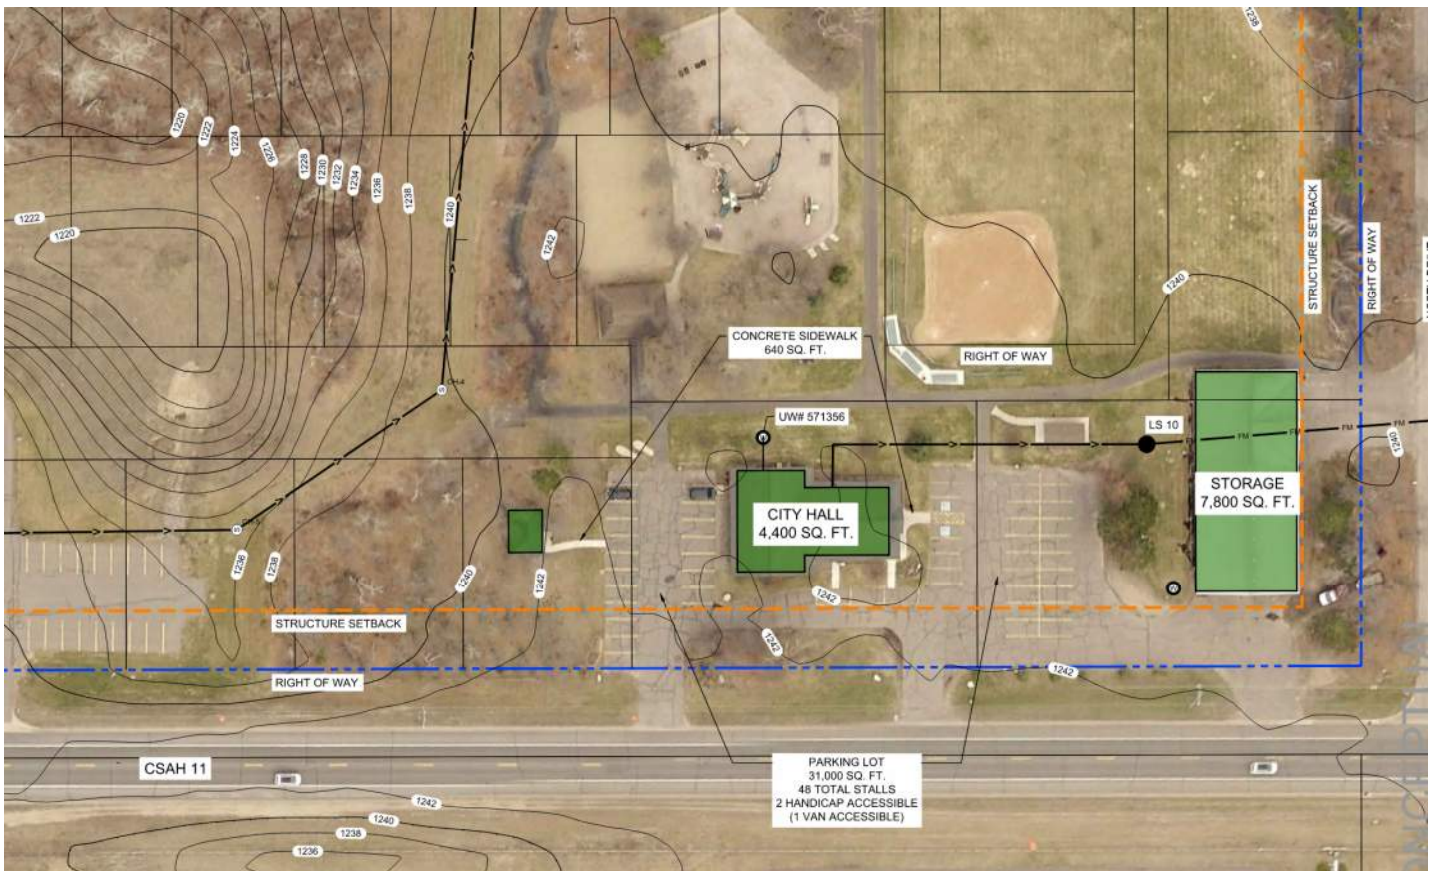 1238
1220
1222
1224
1226
1228
1230
1232
1234
1236
1238
1240
1222
1220
1242
STRUCTURE SETBACK
RIGHT OF WAY
1240
CONCRETE SIDEWALK
640 SQ. FT.
RIGHT OF WAY
S
UW# 571356
LS 10
FM
FM
FM
FM
1240
STORAGE
7,800 SQ. FT.
CITY HALL
4,400 SQ. FT.
S
1236
1238
1240
1242
1242
STRUCTURE SETBACK
1242
1242
RIGHT OF WAY
CSAH 11
PARKING LOT
31,000 SQ. FT.
48 TOTAL STALLS
2 HANDICAP ACCESSIBLE
(1 VAN ACCESSIBLE)
1242
1240
1238
1236